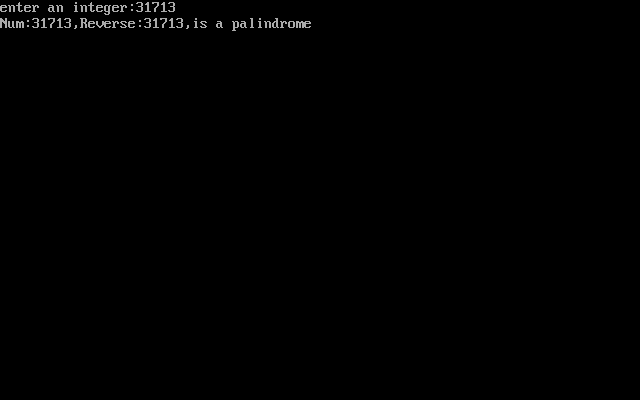 enter an integer:31713
Num:31713,Reverse:31713,is a palindrome